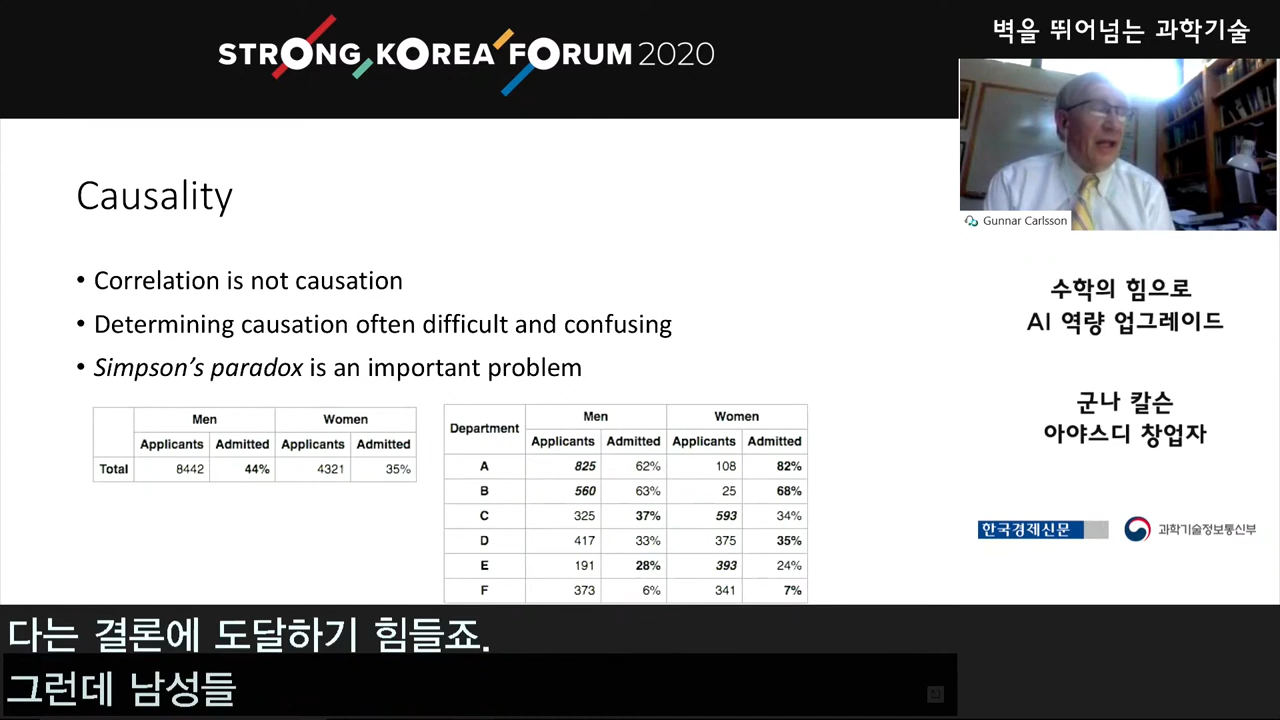 STRONG KOREA FORUM 2020
벽을 뛰어넘는 과학기술
Gunnar Carlsson
Causality
• Correlation is not causation
• Determining causation often difficult and confusing
• Simpson's paradox is an important problem
Men Women
Applicants Admitted Applicants Admitted
Total 8442 44% 4321 35%
Department Men Women
Applicants Admitted Applicants Admitted
A 825 62% 108 82%
B 560 63% 25 68%
C 325 37% 593 34%
D 417 33% 375 35%
E 191 28% 393 24%
F 373 6% 341 7%
수학의 힘으로
AI 역량 업그레이드
군나 칼슨
아야스디 창업자
한국경제신문 과학기술정보통신부
다는 결론에 도달하기 힘들죠.
그런데 남성들